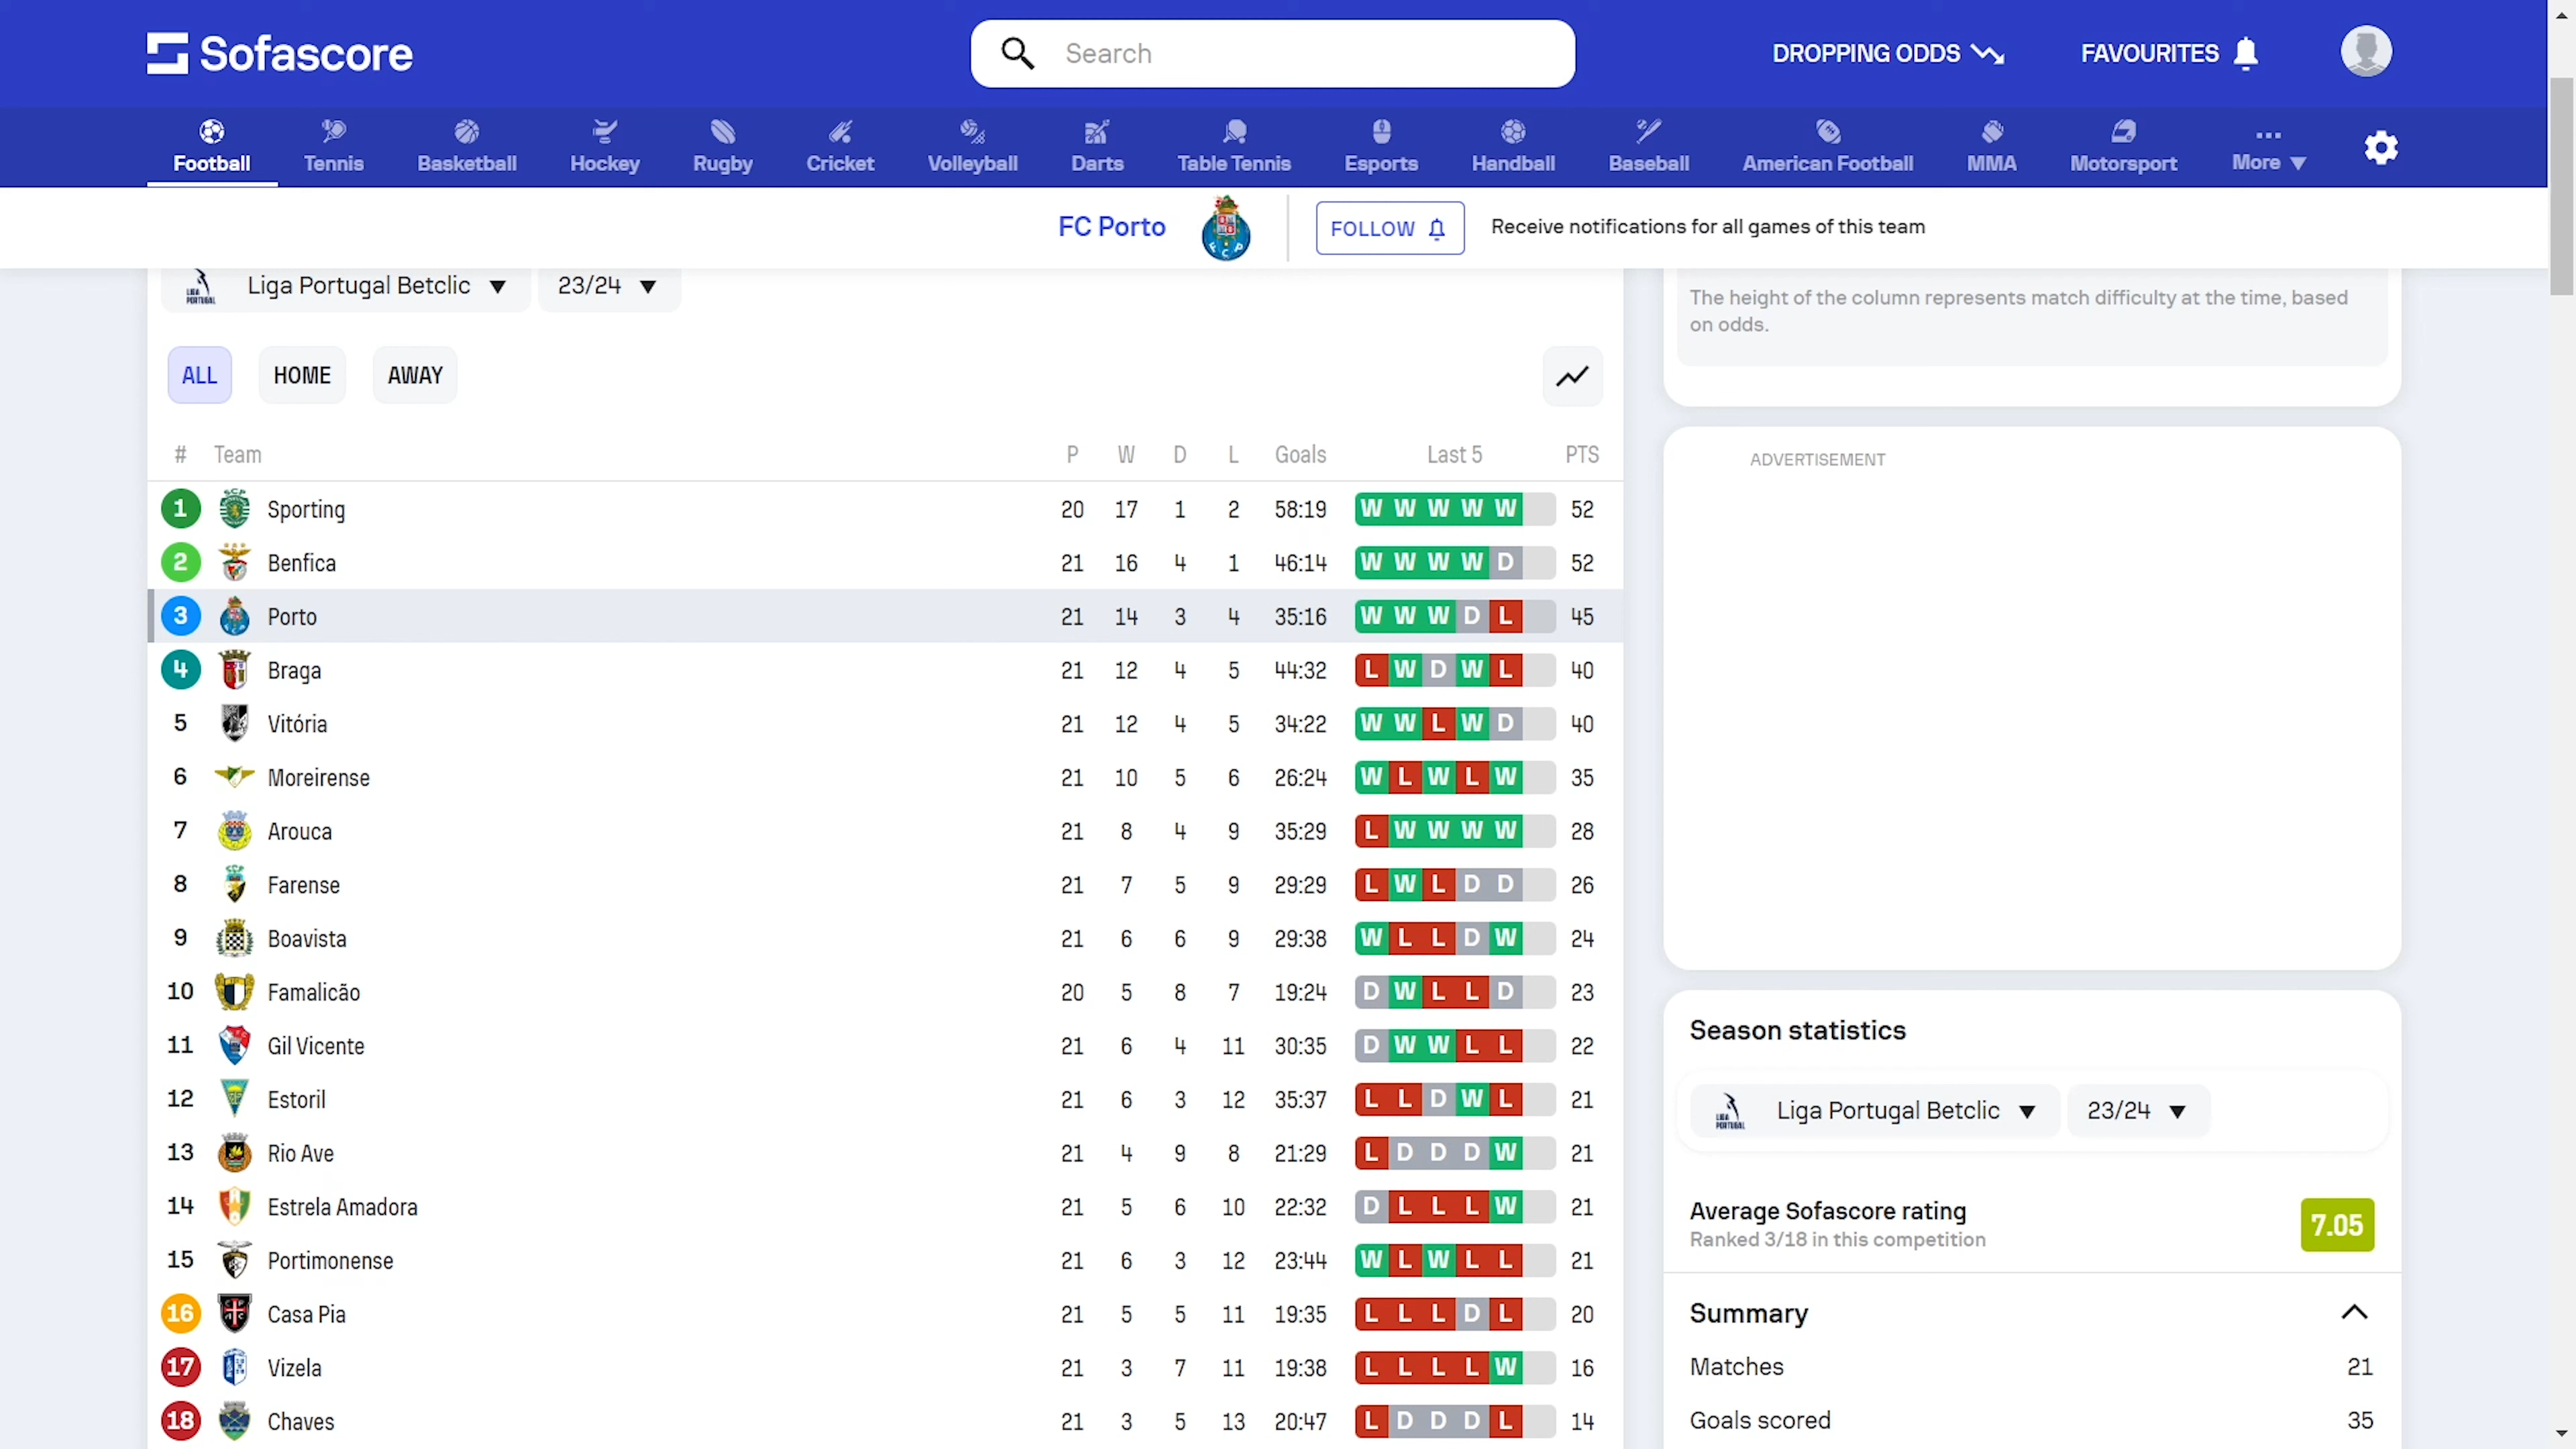 Sofascore
Search
DROPPING ODDS
FAVOURITES
Football Tennis Basketball Hockey Rugby Cricket Volleyball Darts Table Tennis Esports Handball Baseball American Football MMA Motorsport More
FC Porto
FOLLOW
Receive notifications for all games of this team
Liga Portugal Betclic 23/24
ALL HOME AWAY
# Team P W D L Goals Last 5 PTS
1 Sporting 20 17 1 2 58:19 W W W W W 52
2 Benfica 21 16 4 1 46:14 W W W W D 52
3 Porto 21 14 3 4 35:16 W W W D L 45
4 Braga 21 12 4 5 44:32 L W D W L 40
5 Vitória 21 12 4 5 34:22 W W L W D 40
6 Moreirense 21 10 5 6 26:24 W L W L W 35
7 Arouca 21 8 4 9 35:29 L W W W W 28
8 Farense 21 7 5 9 29:29 L W L D D 26
9 Boavista 21 6 6 9 29:38 W L L D W 24
10 Famalicão 20 5 8 7 19:24 D W L L D 23
11 Gil Vicente 21 6 4 11 30:35 D W W L L 22
12 Estoril 21 6 3 12 35:37 L L D W L 21
13 Rio Ave 21 4 9 8 21:29 L D D D W 21
14 Estrela Amadora 21 5 6 10 22:32 D L L L W 21
15 Portimonense 21 6 3 12 23:44 W L W L L 21
16 Casa Pia 21 5 5 11 19:35 L L L D L 20
17 Vizela 21 3 7 11 19:38 L L L L W 16
18 Chaves 21 3 5 13 20:47 L D D D L 14
The height of the column represents match difficulty at the time, based
on odds.
ADVERTISEMENT
Season statistics
LIGA
PORTUGAL
Liga Portugal Betclic 23/24
Average Sofascore rating
Ranked 3/18 in this competition
7.05
Summary
Matches 21
Goals scored 35